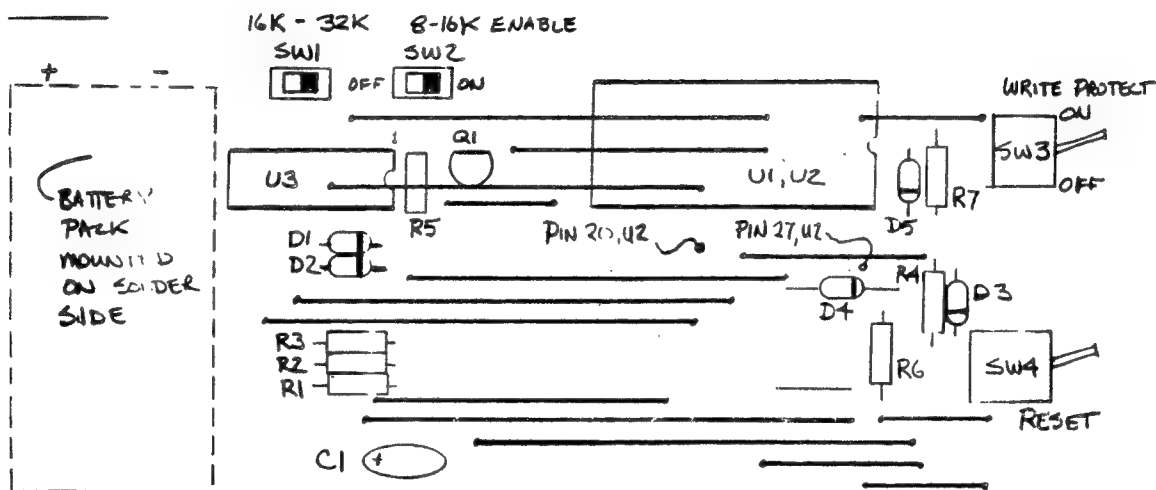 16K - 32K
8-16K ENABLE
SW1
SW2
+
-
OFF
ON
WRITE PROTECT
ON
SW3
OFF
Q1
U3
U1, U2
R5
D5
R7
BATTERY
PACK
MOUNTED
ON SOLDER
SIDE
D1
D2
PIN 20, U2
PIN 27, U2
R4
D3
D4
R3
R2
R1
R6
SW4
RESET
C1
+